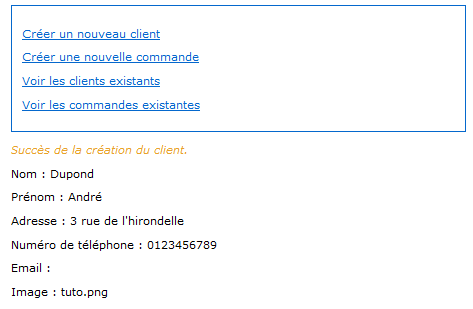 Créer un nouveau client
Créer une nouvelle commande
Voir les clients existants
Voir les commandes existantes
Succès de la création du client.
Nom : Dupond
Prénom : André
Adresse : 3 rue de l'hirondelle
Numéro de téléphone : 0123456789
Email :
Image : tuto.png